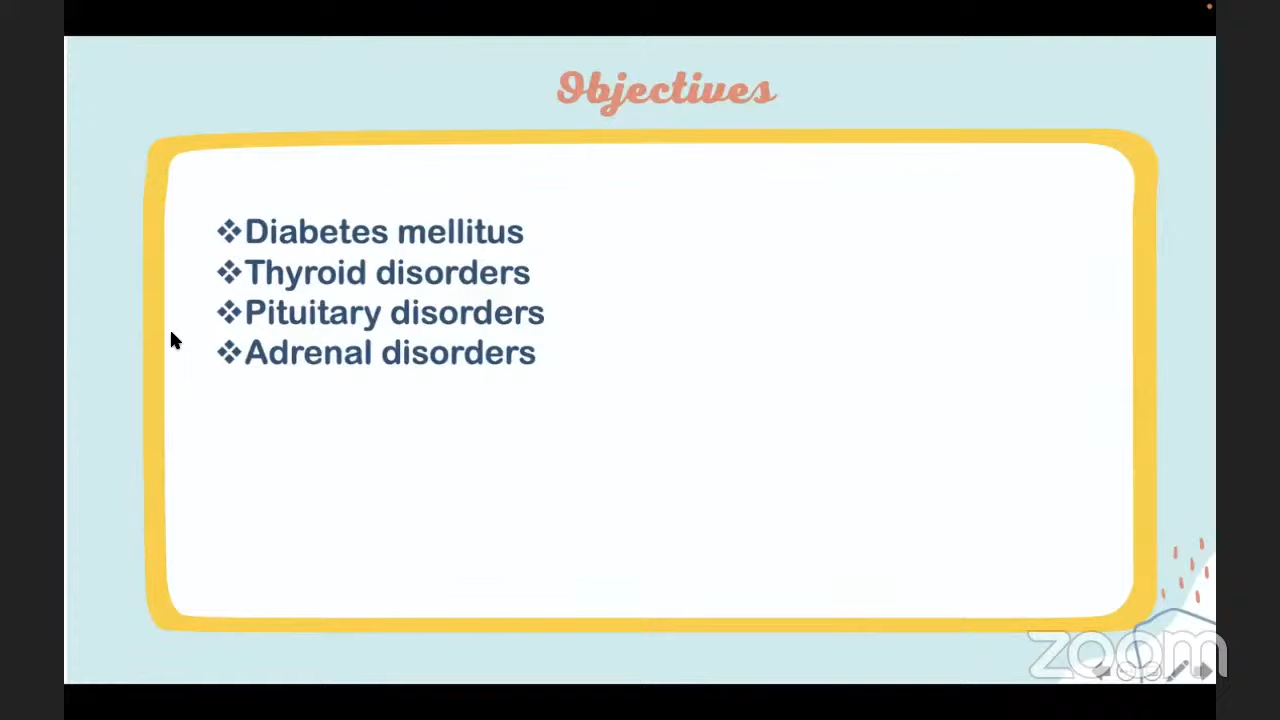 Objectives
❖Diabetes mellitus
❖Thyroid disorders
❖Pituitary disorders
❖Adrenal disorders
zoom